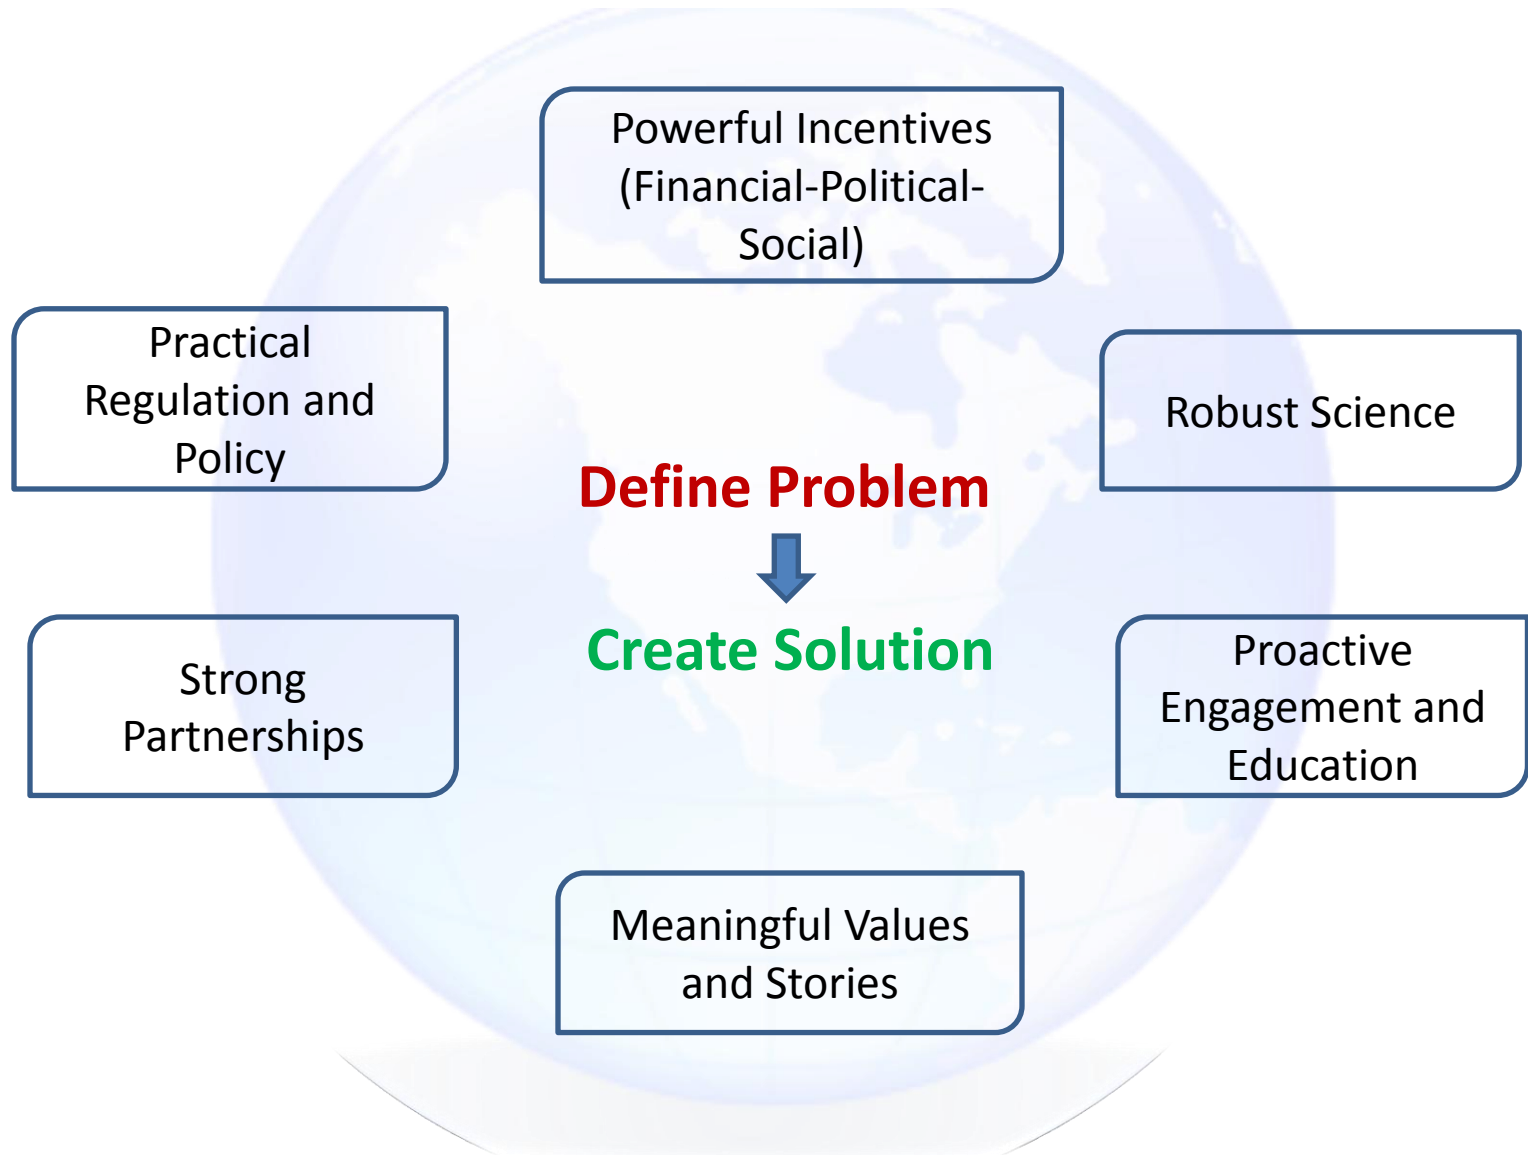 Powerful Incentives
(Financial-Political-
Social)
Practical
Regulation and
Policy
Robust Science
Define Problem
Create Solution
Strong
Partnerships
Proactive
Engagement and
Education
Meaningful Values
and Stories